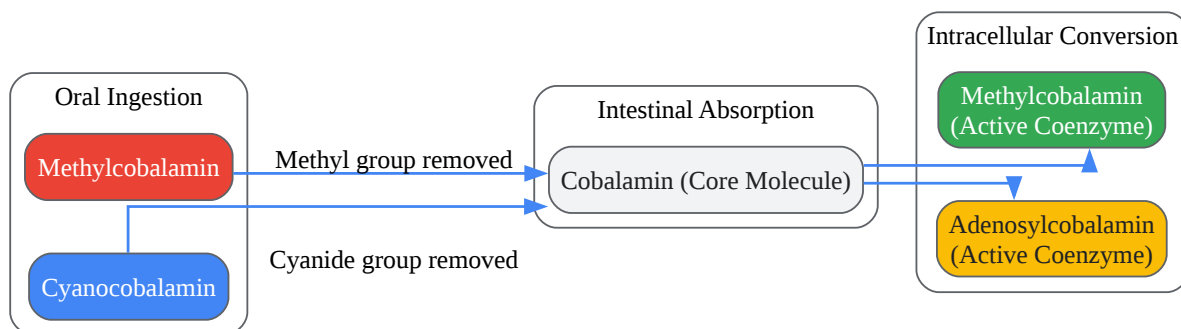 Oral Ingestion
Methylcobalamin
Cyanocobalamin
Methyl group removed
Cyanide group removed
Intestinal Absorption
Cobalamin (Core Molecule)
Intracellular Conversion
Methylcobalamin
(Active Coenzyme)
Adenosylcobalamin
(Active Coenzyme)